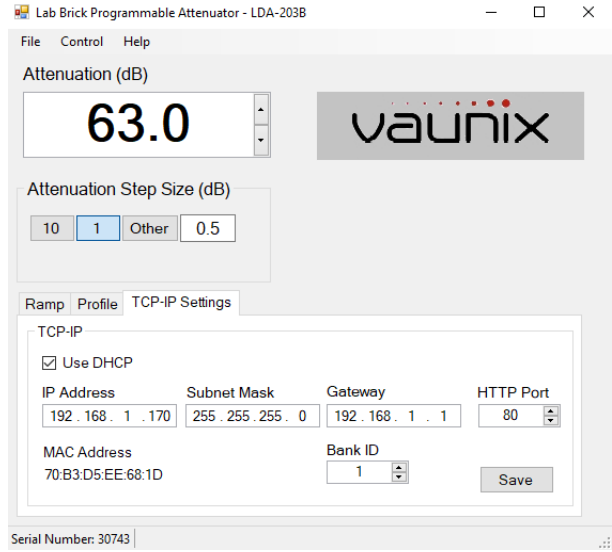 Lab Brick Programmable Attenuator - LDA-203B
File Control Help
Attenuation (dB)
63.0
vaunix
Attenuation Step Size (dB)
10 1 Other 0.5
Ramp Profile TCP-IP Settings
TCP-IP
Use DHCP
IP Address Subnet Mask Gateway HTTP Port
192 . 168 . 1 . 170 255 . 255 . 255 . 0 192 . 168 . 1 . 1 80
MAC Address Bank ID
70:B3:D5:EE:68:1D 1
Save
Serial Number: 30743